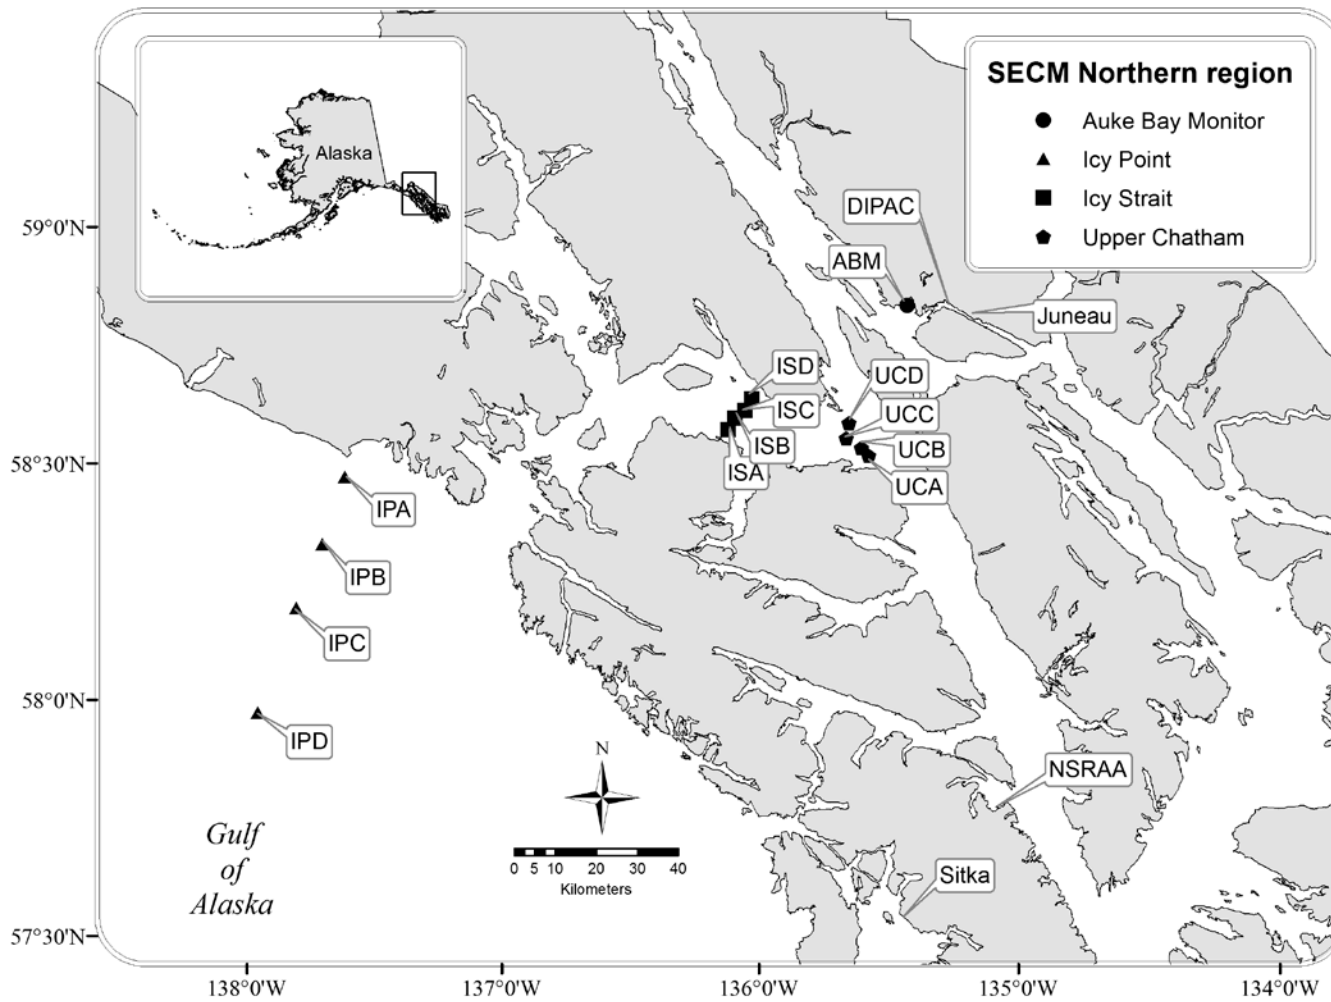 SECM Northern region
Auke Bay Monitor
Icy Point
Icy Strait
Upper Chatham
Alaska
59°0'N
58°30'N
58°0'N
57°30'N
DIPAC
ABM
Juneau
ISD
ISC
ISB
ISA
UCD
UCC
UCB
UCA
IPA
IPB
IPC
IPD
NSRAA
Sitka
Gulf
of
Alaska
N
0 5 10 20 30 40
Kilometers
138°0'W 137°0'W 136°0'W 135°0'W 134°0'W